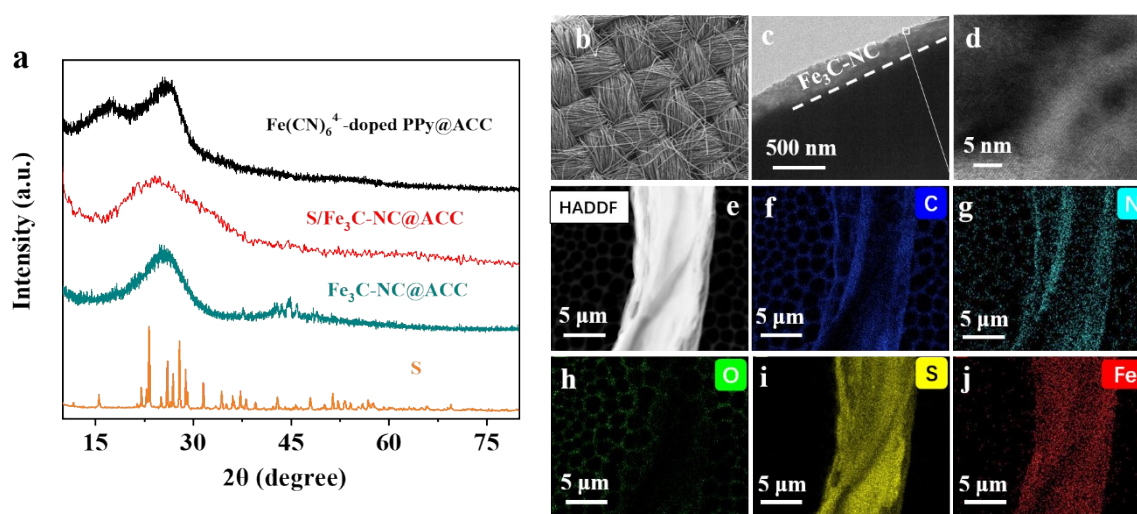 a
Intensity (a.u.)
Fe(CN)₆⁴⁻-doped PPy@ACC
S/Fe₃C-NC@ACC
Fe₃C-NC@ACC
S
15 30 45 60 75
2θ (degree)
b
c
Fe₃C-NC
500 nm
d
5 nm
HADDF
e
5 μm
f
C
5 μm
g
N
5 μm
h
O
5 μm
i
S
5 μm
j
Fe
5 μm